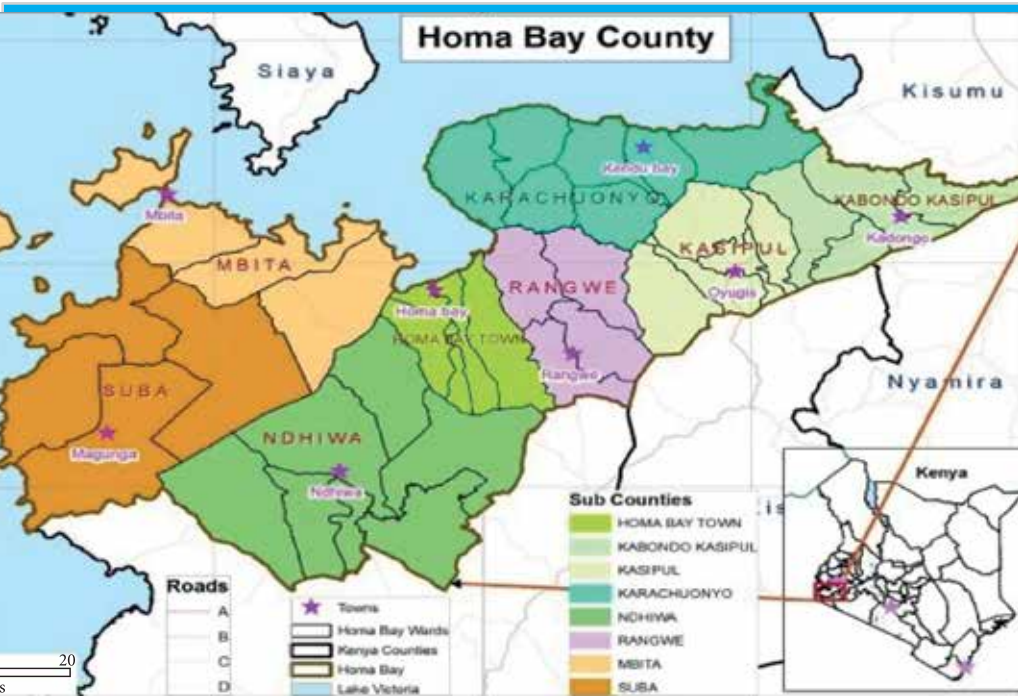 Homa Bay County
Siaya
Kisumu
Kendu bay
KARACHUONYO
Mbita
KABONDO KASIPUL
Kadongo
MBITA
KASIPUL
Oyugis
RANGWE
Homa bay
HOMA BAY TOWN
Rangwe
SUBA
Magunga
NDHIWA
Ndhiwa
Nyamira
Kenya
Sub Counties
HOMA BAY TOWN
KABONDO KASIPUL
KASIPUL
KARACHUONYO
NDHIWA
RANGWE
MBITA
SUBA
Roads
A
B
C
D
Towns
Homa Bay Wards
Kenya Counties
Homa Bay
Lake Victoria
20